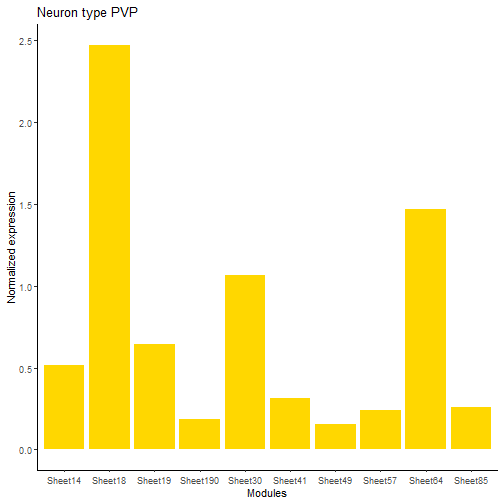 Neuron type PVP
Normalized expression
2.5
2.0
1.5
1.0
0.5
0.0
Sheet14 Sheet18 Sheet19 Sheet190 Sheet30 Sheet41 Sheet49 Sheet57 Sheet64 Sheet85
Modules